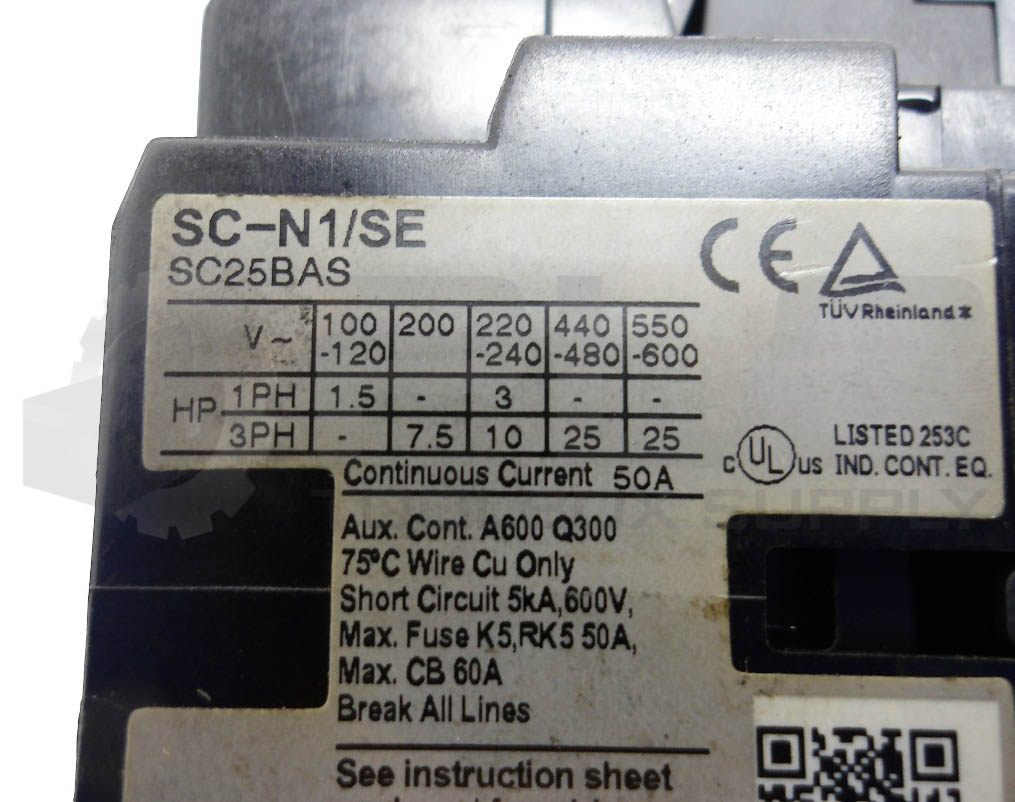 SC-N1/SE
SC25BAS
CE
TÜVRheinland
V~ 100-120 200 220-240 440-480 550-600
HP 1PH 1.5 - 3 - -
3PH - 7.5 10 25 25
Continuous Current 50A
c UL us LISTED 253C
IND. CONT. EQ.
Aux. Cont. A600 Q300
75°C Wire Cu Only
Short Circuit 5kA,600V,
Max. Fuse K5,RK5 50A,
Max. CB 60A
Break All Lines
See instruction sheet